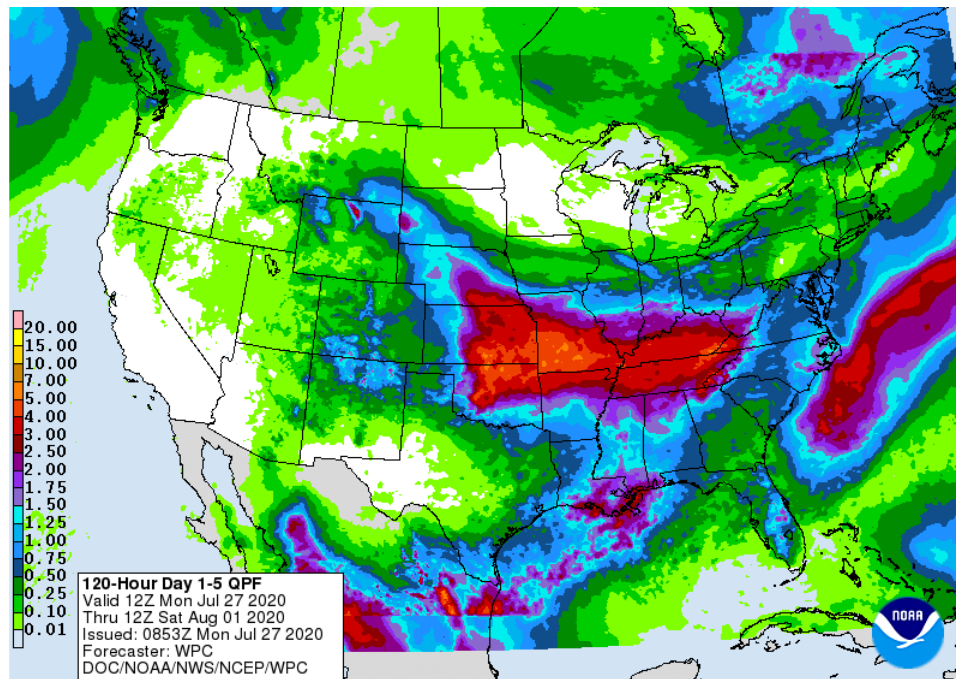 20.00
15.00
10.00
7.00
5.00
4.00
3.00
2.50
2.00
1.75
1.50
1.25
1.00
0.75
0.50
0.25
0.10
0.01
120-Hour Day 1-5 QPF
Valid 12Z Mon Jul 27 2020
Thru 12Z Sat Aug 01 2020
Issued: 0853Z Mon Jul 27 2020
Forecaster: WPC
DOC/NOAA/NWS/NCEP/WPC
NOAA